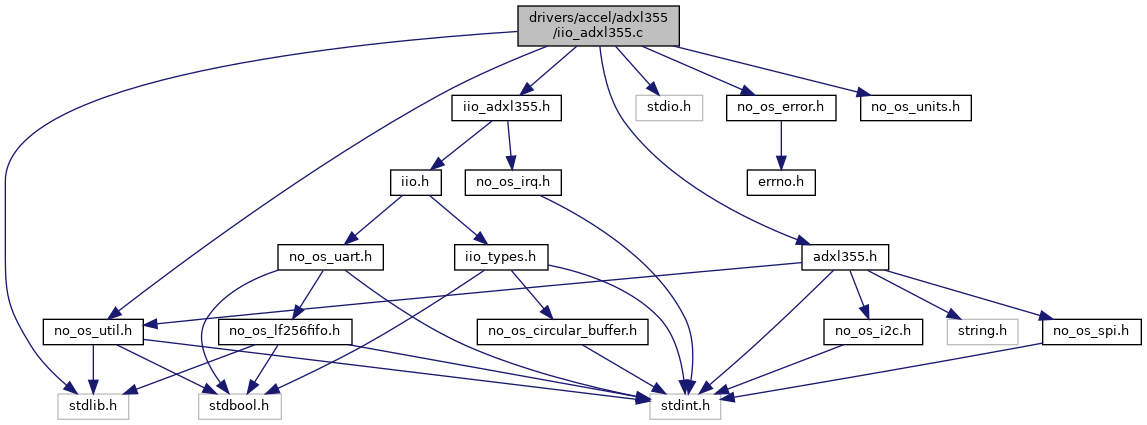 drivers/accel/adxl355
/iio_adxl355.c
iio_adxl355.h
stdio.h
no_os_error.h
no_os_units.h
iio.h
no_os_irq.h
errno.h
no_os_uart.h
iio_types.h
adxl355.h
no_os_util.h
no_os_lf256fifo.h
no_os_circular_buffer.h
no_os_i2c.h
string.h
no_os_spi.h
stdlib.h
stdbool.h
stdint.h